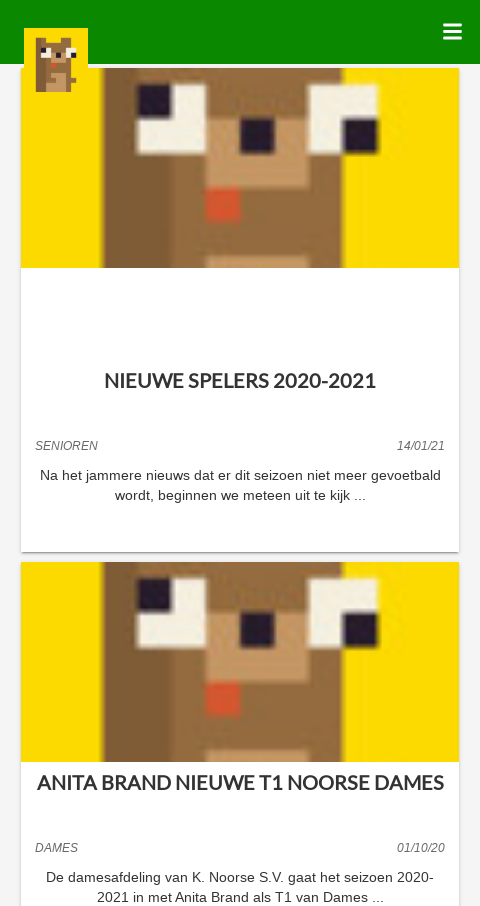 NIEUWE SPELERS 2020-2021
SENIOREN 14/01/21
Na het jammere nieuws dat er dit seizoen niet meer gevoetbald
wordt, beginnen we meteen uit te kijk ...
ANITA BRAND NIEUWE T1 NOORSE DAMES
DAMES 01/10/20
De damesafdeling van K. Noorse S.V. gaat het seizoen 2020-
2021 in met Anita Brand als T1 van Dames ...